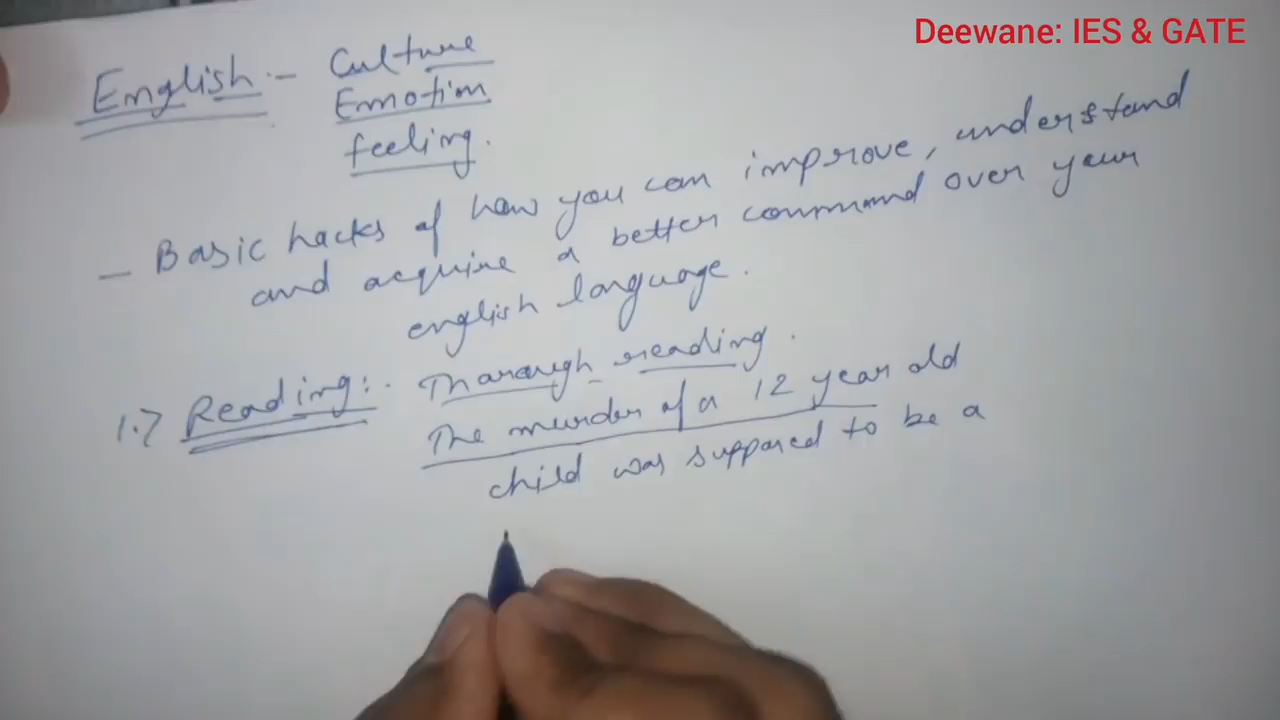 Deewane: IES & GATE
English:- Culture
Emotion
feeling.
- Basic hacks of how you can improve, understand
and acquire a better command over your
english language.
1.) Reading:- Thorough reading.
The murder of a 12 year old
child was supposed to be a